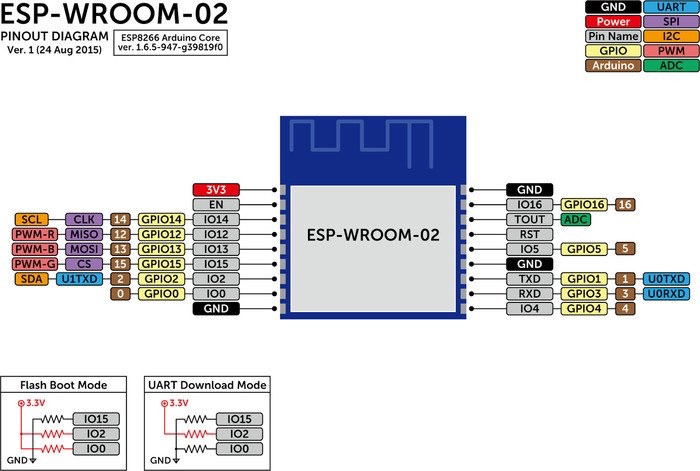 ESP-WROOM-02
PINOUT DIAGRAM
Ver. 1 (24 Aug 2015)
ESP8266 Arduino Core
ver. 1.6.5-947-g39819f0
GND UART
Power SPI
Pin Name I2C
GPIO PWM
Arduino ADC
3V3
EN
SCL CLK 14 GPIO14 IO14
PWM-R MISO 12 GPIO12 IO12
PWM-B MOSI 13 GPIO13 IO13
PWM-G CS 15 GPIO15 IO15
SDA U1TXD 2 GPIO2 IO2
0 GPIO0 IO0
GND
ESP-WROOM-02
GND
IO16 GPIO16 16
TOUT ADC
RST
IO5 GPIO5 5
GND
TXD GPIO1 1 U0TXD
RXD GPIO3 3 U0RXD
IO4 GPIO4 4
Flash Boot Mode
3.3V
IO15
IO2
IO0
GND
UART Download Mode
3.3V
IO15
IO2
IO0
GND